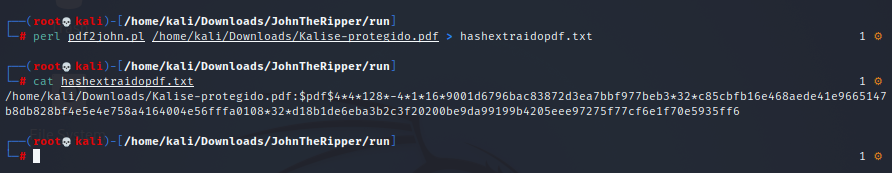 (root💀kali)-[/home/kali/Downloads/JohnTheRipper/run]
# perl pdf2john.pl /home/kali/Downloads/Kalise-protegido.pdf > hashextraidopdf.txt 1 ⚙
(root💀kali)-[/home/kali/Downloads/JohnTheRipper/run]
# cat hashextraidopdf.txt 1 ⚙
/home/kali/Downloads/Kalise-protegido.pdf:$pdf$4*4*128*-4*1*16*9001d6796bac83872d3ea7bbf977beb3*32*c85cbfb16e468aede41e9665147
b8db828bf4e5e4e758a4164004e56fffa0108*32*d18b1de6eba3b2c3f20200be9da99199b4205eee97275f77cf6e1f70e5935ff6
(root💀kali)-[/home/kali/Downloads/JohnTheRipper/run]
# 1 ⚙